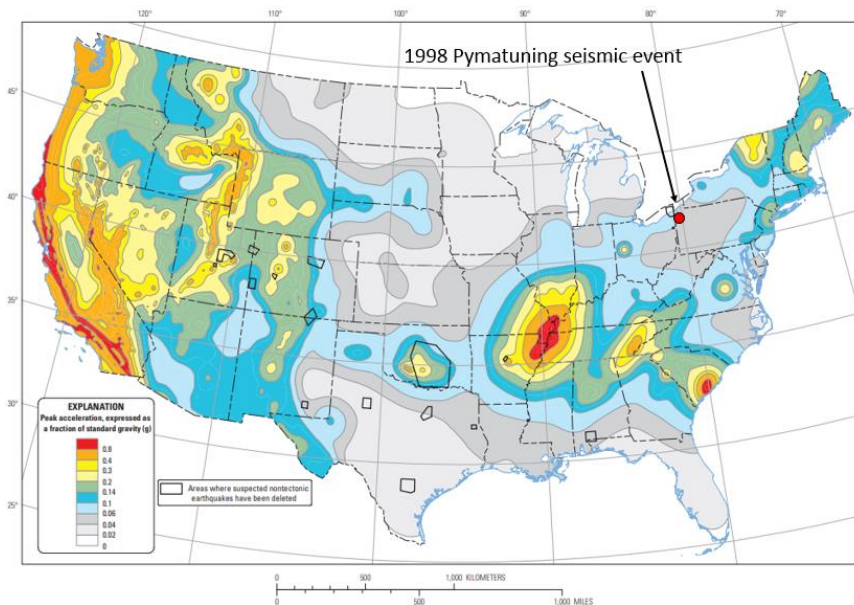 120°
110°
100°
90°
80°
70°
1998 Pymatuning seismic event
45°
40°
35°
30°
25°
EXPLANATION
Peak acceleration, expressed as
a fraction of standard gravity (g)
0.8
0.4
0.3
0.2
0.14
0.1
0.06
0.04
0.02
0
Areas where suspected nontectonic
earthquakes have been deleted
0 500 1,000 KILOMETERS
0 500 1,000 MILES